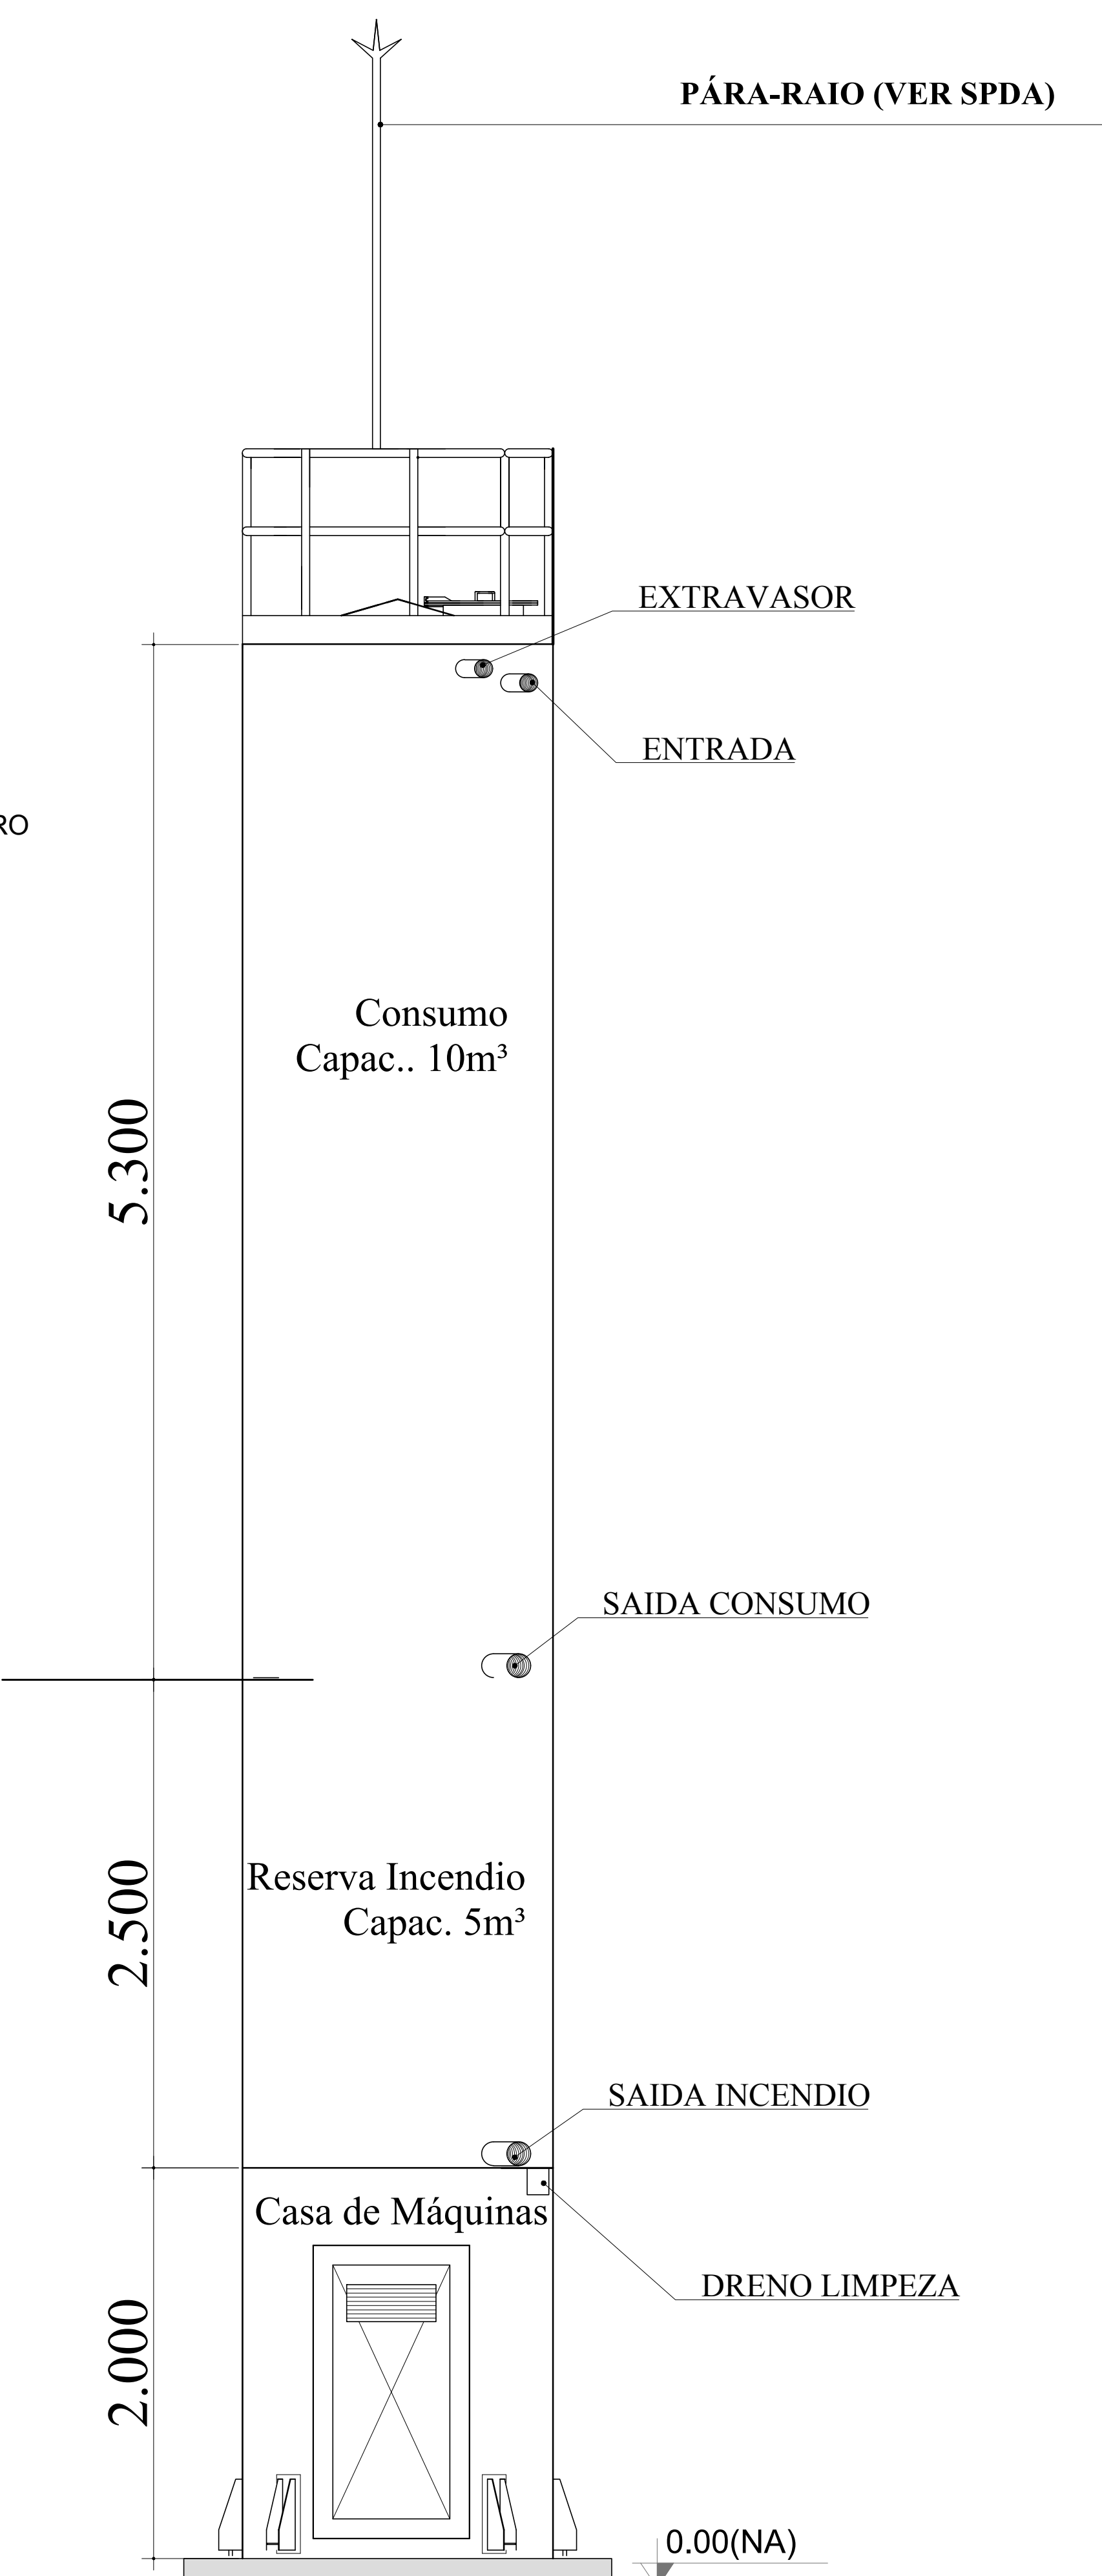 PÁRA-RAIO (VER SPDA)
EXTRAVASOR
ENTRADA
RO
Consumo
Capac.. 10m³
5.300
SAIDA CONSUMO
Reserva Incendio
Capac. 5m³
2.500
SAIDA INCENDIO
Casa de Máquinas
DRENO LIMPEZA
2.000
0.00(NA)